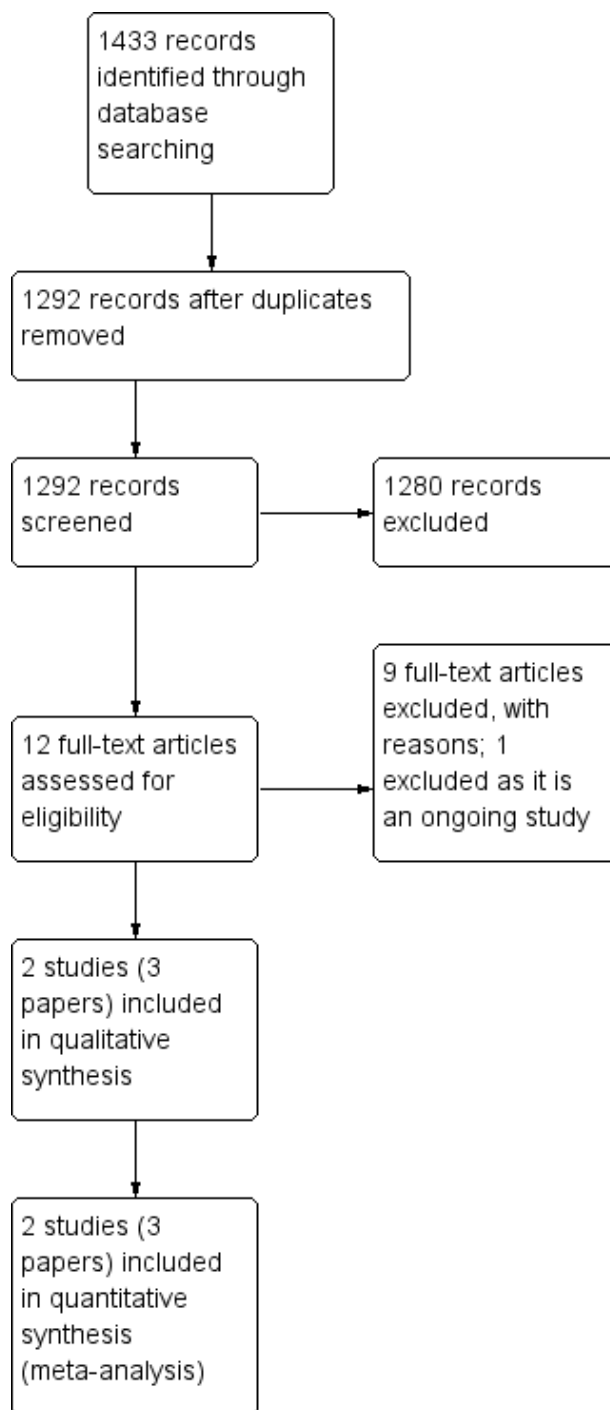 1433 records
identified through
database
searching
1292 records after duplicates
removed
1292 records
screened
1280 records
excluded
12 full-text articles
assessed for
eligibility
9 full-text articles
excluded, with
reasons; 1
excluded as it is
an ongoing study
2 studies (3
papers) included
in qualitative
synthesis
2 studies (3
papers) included
in quantitative
synthesis
(meta-analysis)